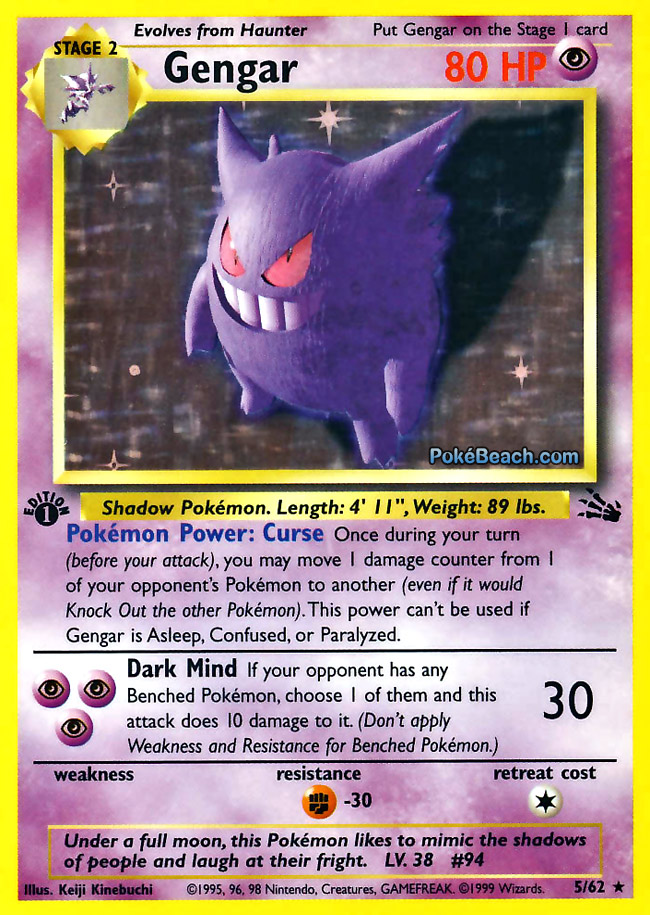 Evolves from Haunter
Put Gengar on the Stage 1 card
STAGE 2
Gengar
80 HP
PokéBeach.com
EDITION
1
Shadow Pokémon. Length: 4' 11", Weight: 89 lbs.
Pokémon Power: Curse Once during your turn
(before your attack), you may move 1 damage counter from 1
of your opponent's Pokémon to another (even if it would
Knock Out the other Pokémon). This power can't be used if
Gengar is Asleep, Confused, or Paralyzed.
Dark Mind If your opponent has any
Benched Pokémon, choose 1 of them and this
attack does 10 damage to it. (Don't apply
Weakness and Resistance for Benched Pokémon.)
30
weakness
resistance
retreat cost
-30
Under a full moon, this Pokémon likes to mimic the shadows
of people and laugh at their fright. LV. 38 #94
Illus. Keiji Kinebuchi
©1995, 96, 98 Nintendo, Creatures, GAMEFREAK. ©1999 Wizards.
5/62 ★